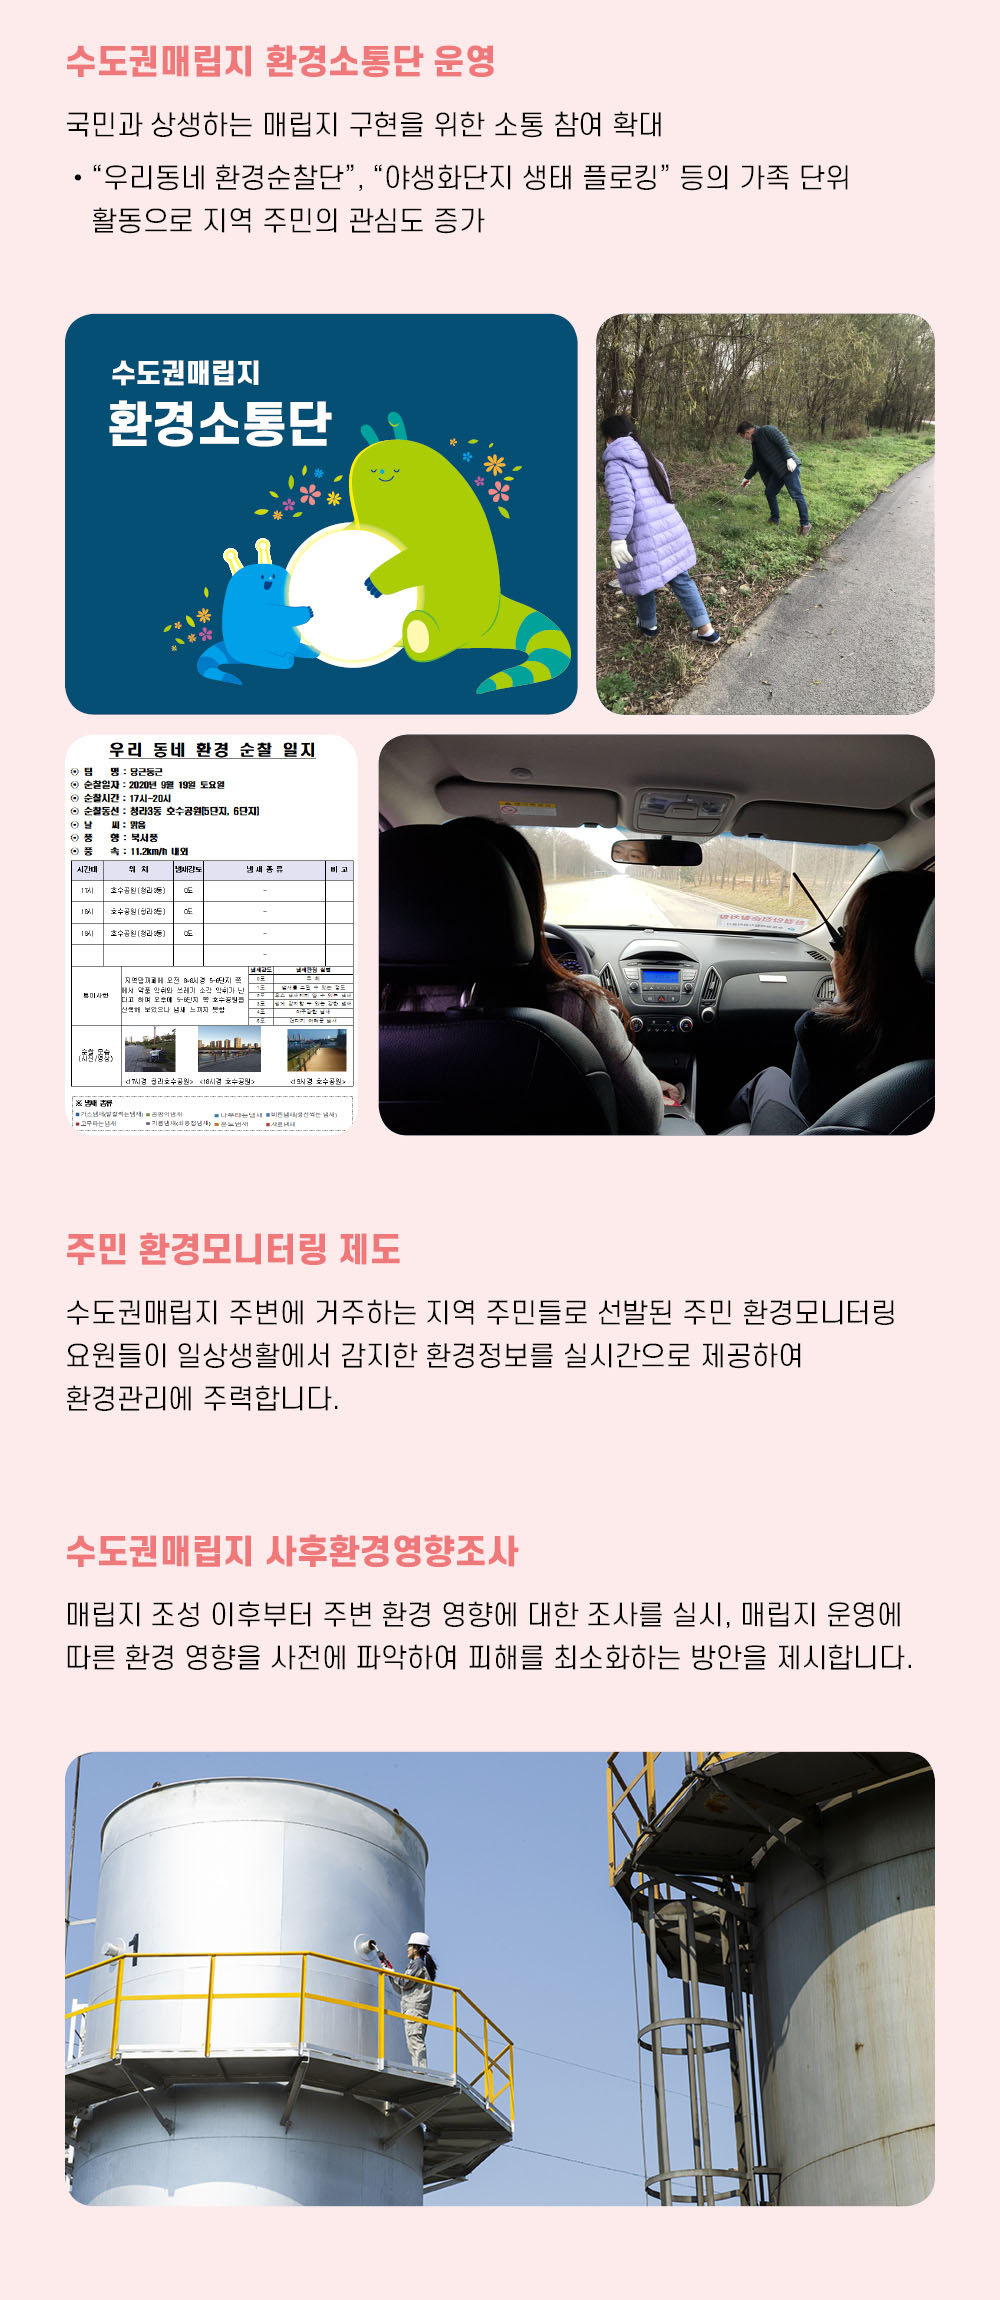 수도권매립지 환경소통단 운영
국민과 상생하는 매립지 구현을 위한 소통 참여 확대
• “우리동네 환경순찰단”, “야생화단지 생태 플로킹” 등의 가족 단위
활동으로 지역 주민의 관심도 증가
수도권매립지
환경소통단
우리 동네 환경 순찰 일지
팀 명 : 당근둥근
순찰일자 : 2020년 9월 19일 토요일
순찰시간 : 17시~20시
순찰동선 : 청라3동 호수공원(5단지, 6단지)
날 씨 : 맑음
풍 향 : 북서풍
풍 속 : 11.2km/h 내외
시간대 위 치 냄새강도 냄 새 종 류 비 고
17시 호수공원(청라3동) 0도 -
18시 호수공원(청라3동) 0도 -
19시 호수공원(청라3동) 0도 -
-
특이사항
순찰 모습
(사진/영상)
<17시경 청라호수공원> <18시경 호수공원> <19시경 호수공원>
※ 냄새 종류
주민 환경모니터링 제도
수도권매립지 주변에 거주하는 지역 주민들로 선발된 주민 환경모니터링
요원들이 일상생활에서 감지한 환경정보를 실시간으로 제공하여
환경관리에 주력합니다.
수도권매립지 사후환경영향조사
매립지 조성 이후부터 주변 환경 영향에 대한 조사를 실시, 매립지 운영에
따른 환경 영향을 사전에 파악하여 피해를 최소화하는 방안을 제시합니다.
1